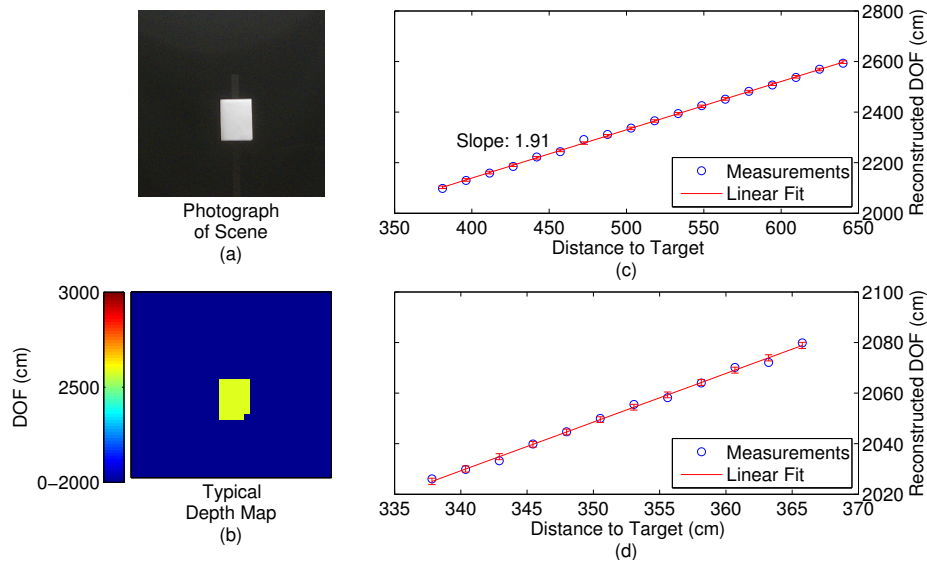 Photograph
of Scene
(a)
3000
2500
0−2000
DOF (cm)
Typical
Depth Map
(b)
2800
2600
2400
2200
2000
Reconstructed DOF (cm)
Slope: 1.91
Measurements
Linear Fit
350 400 450 500 550 600 650
Distance to Target
(c)
2100
2080
2060
2040
2020
Reconstructed DOF (cm)
Measurements
Linear Fit
335 340 345 350 355 360 365 370
Distance to Target (cm)
(d)